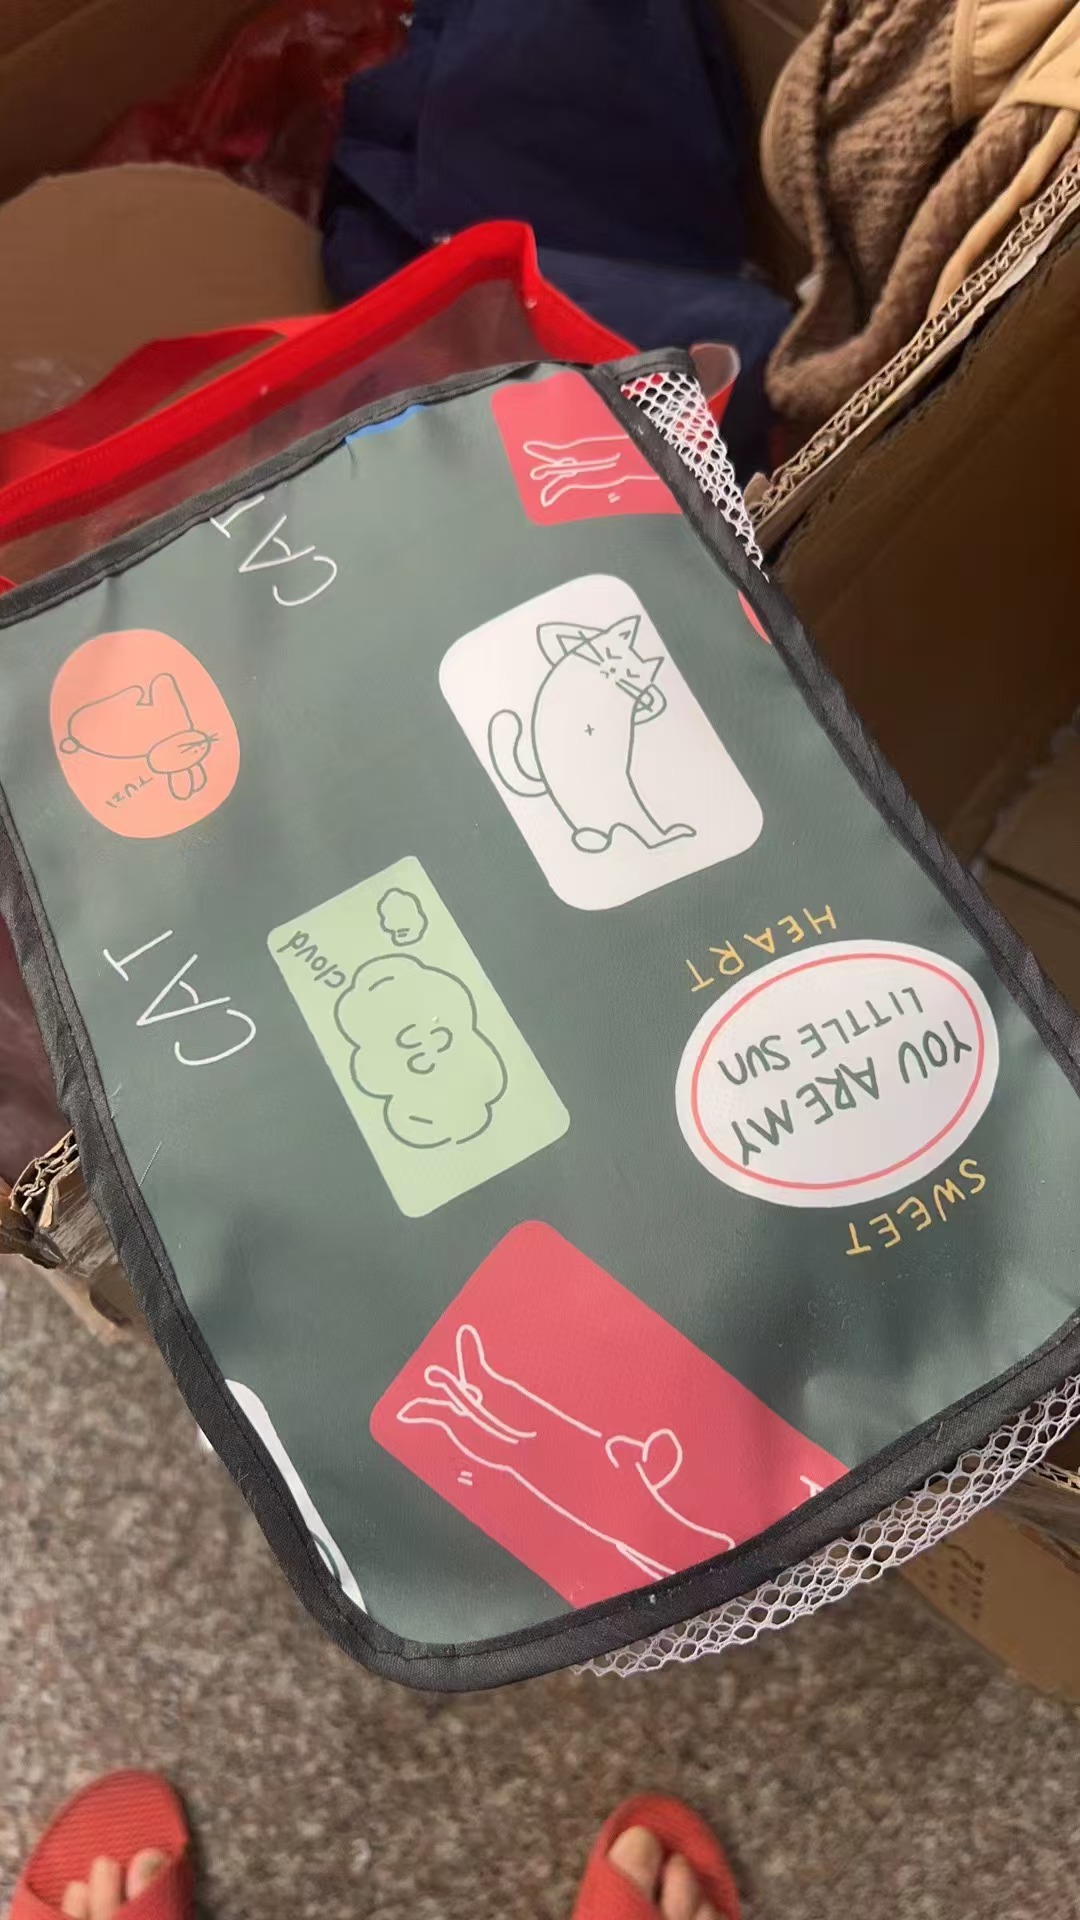 CAT
TUZI
CAT
cloud
HEART
YOU ARE MY
LITTLE SUN
SWEET